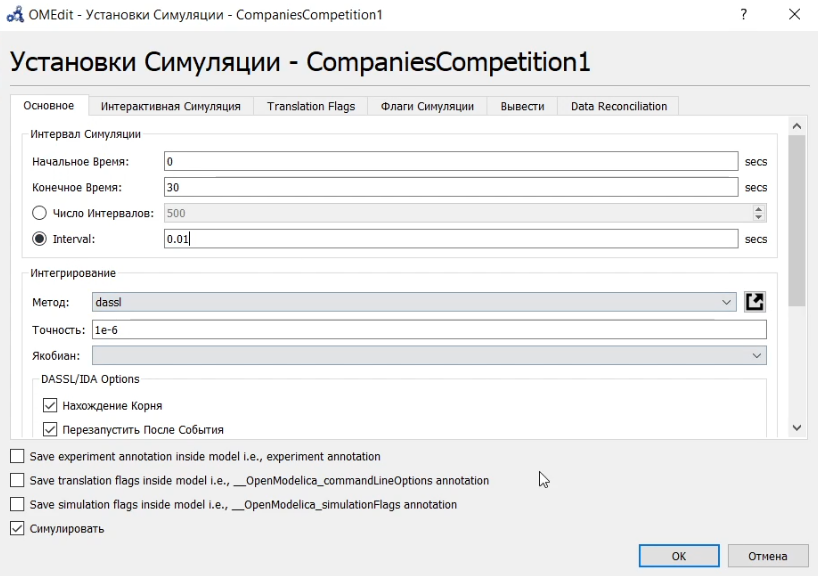 OMEdit - Установки Симуляции - CompaniesCompetition1
?
Установки Симуляции - CompaniesCompetition1
Основное Интерактивная Симуляция Translation Flags Флаги Симуляции Вывести Data Reconciliation
Интервал Симуляции
Начальное Время: 0 secs
Конечное Время: 30 secs
Число Интервалов: 500
Interval: 0.01 secs
Интегрирование
Метод: dassl
Точность: 1e-6
Якобиан:
DASSL/IDA Options
Нахождение Корня
Перезапустить После События
Save experiment annotation inside model i.e., experiment annotation
Save translation flags inside model i.e., __OpenModelica_commandLineOptions annotation
Save simulation flags inside model i.e., __OpenModelica_simulationFlags annotation
Симулировать
OK Отмена